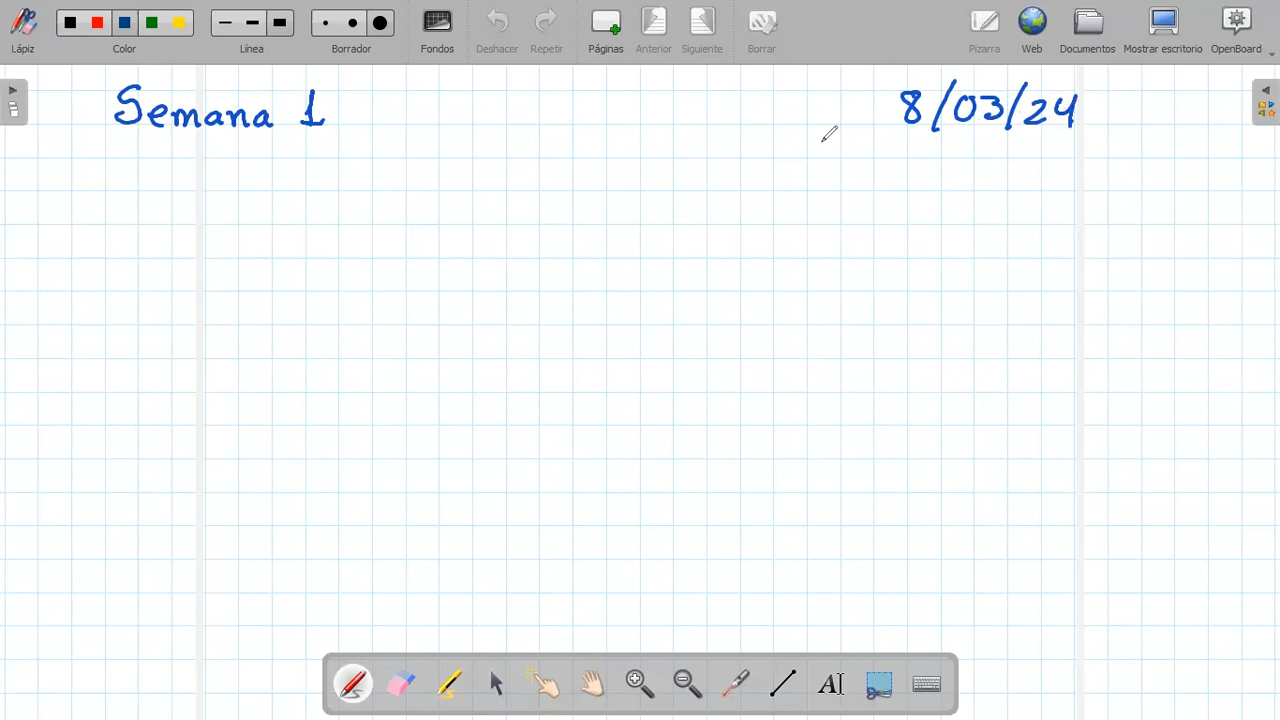 Lápiz Color Línea Borrador Fondos Deshacer Repetir Páginas Anterior Siguiente Borrar Pizarra Web Documentos Mostrar escritorio OpenBoard
Semana 1 8/03/24
AI